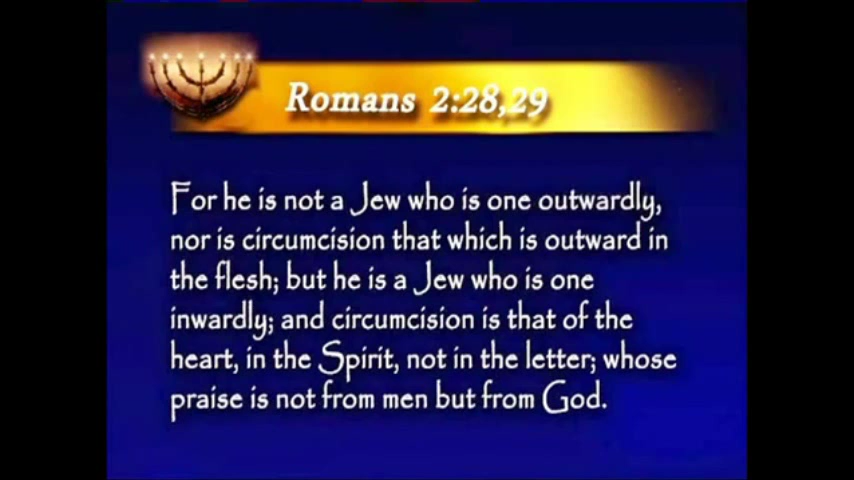 Romans 2:28,29
For he is not a Jew who is one outwardly,
nor is circumcision that which is outward in
the flesh; but he is a Jew who is one
inwardly; and circumcision is that of the
heart, in the Spirit, not in the letter; whose
praise is not from men but from God.